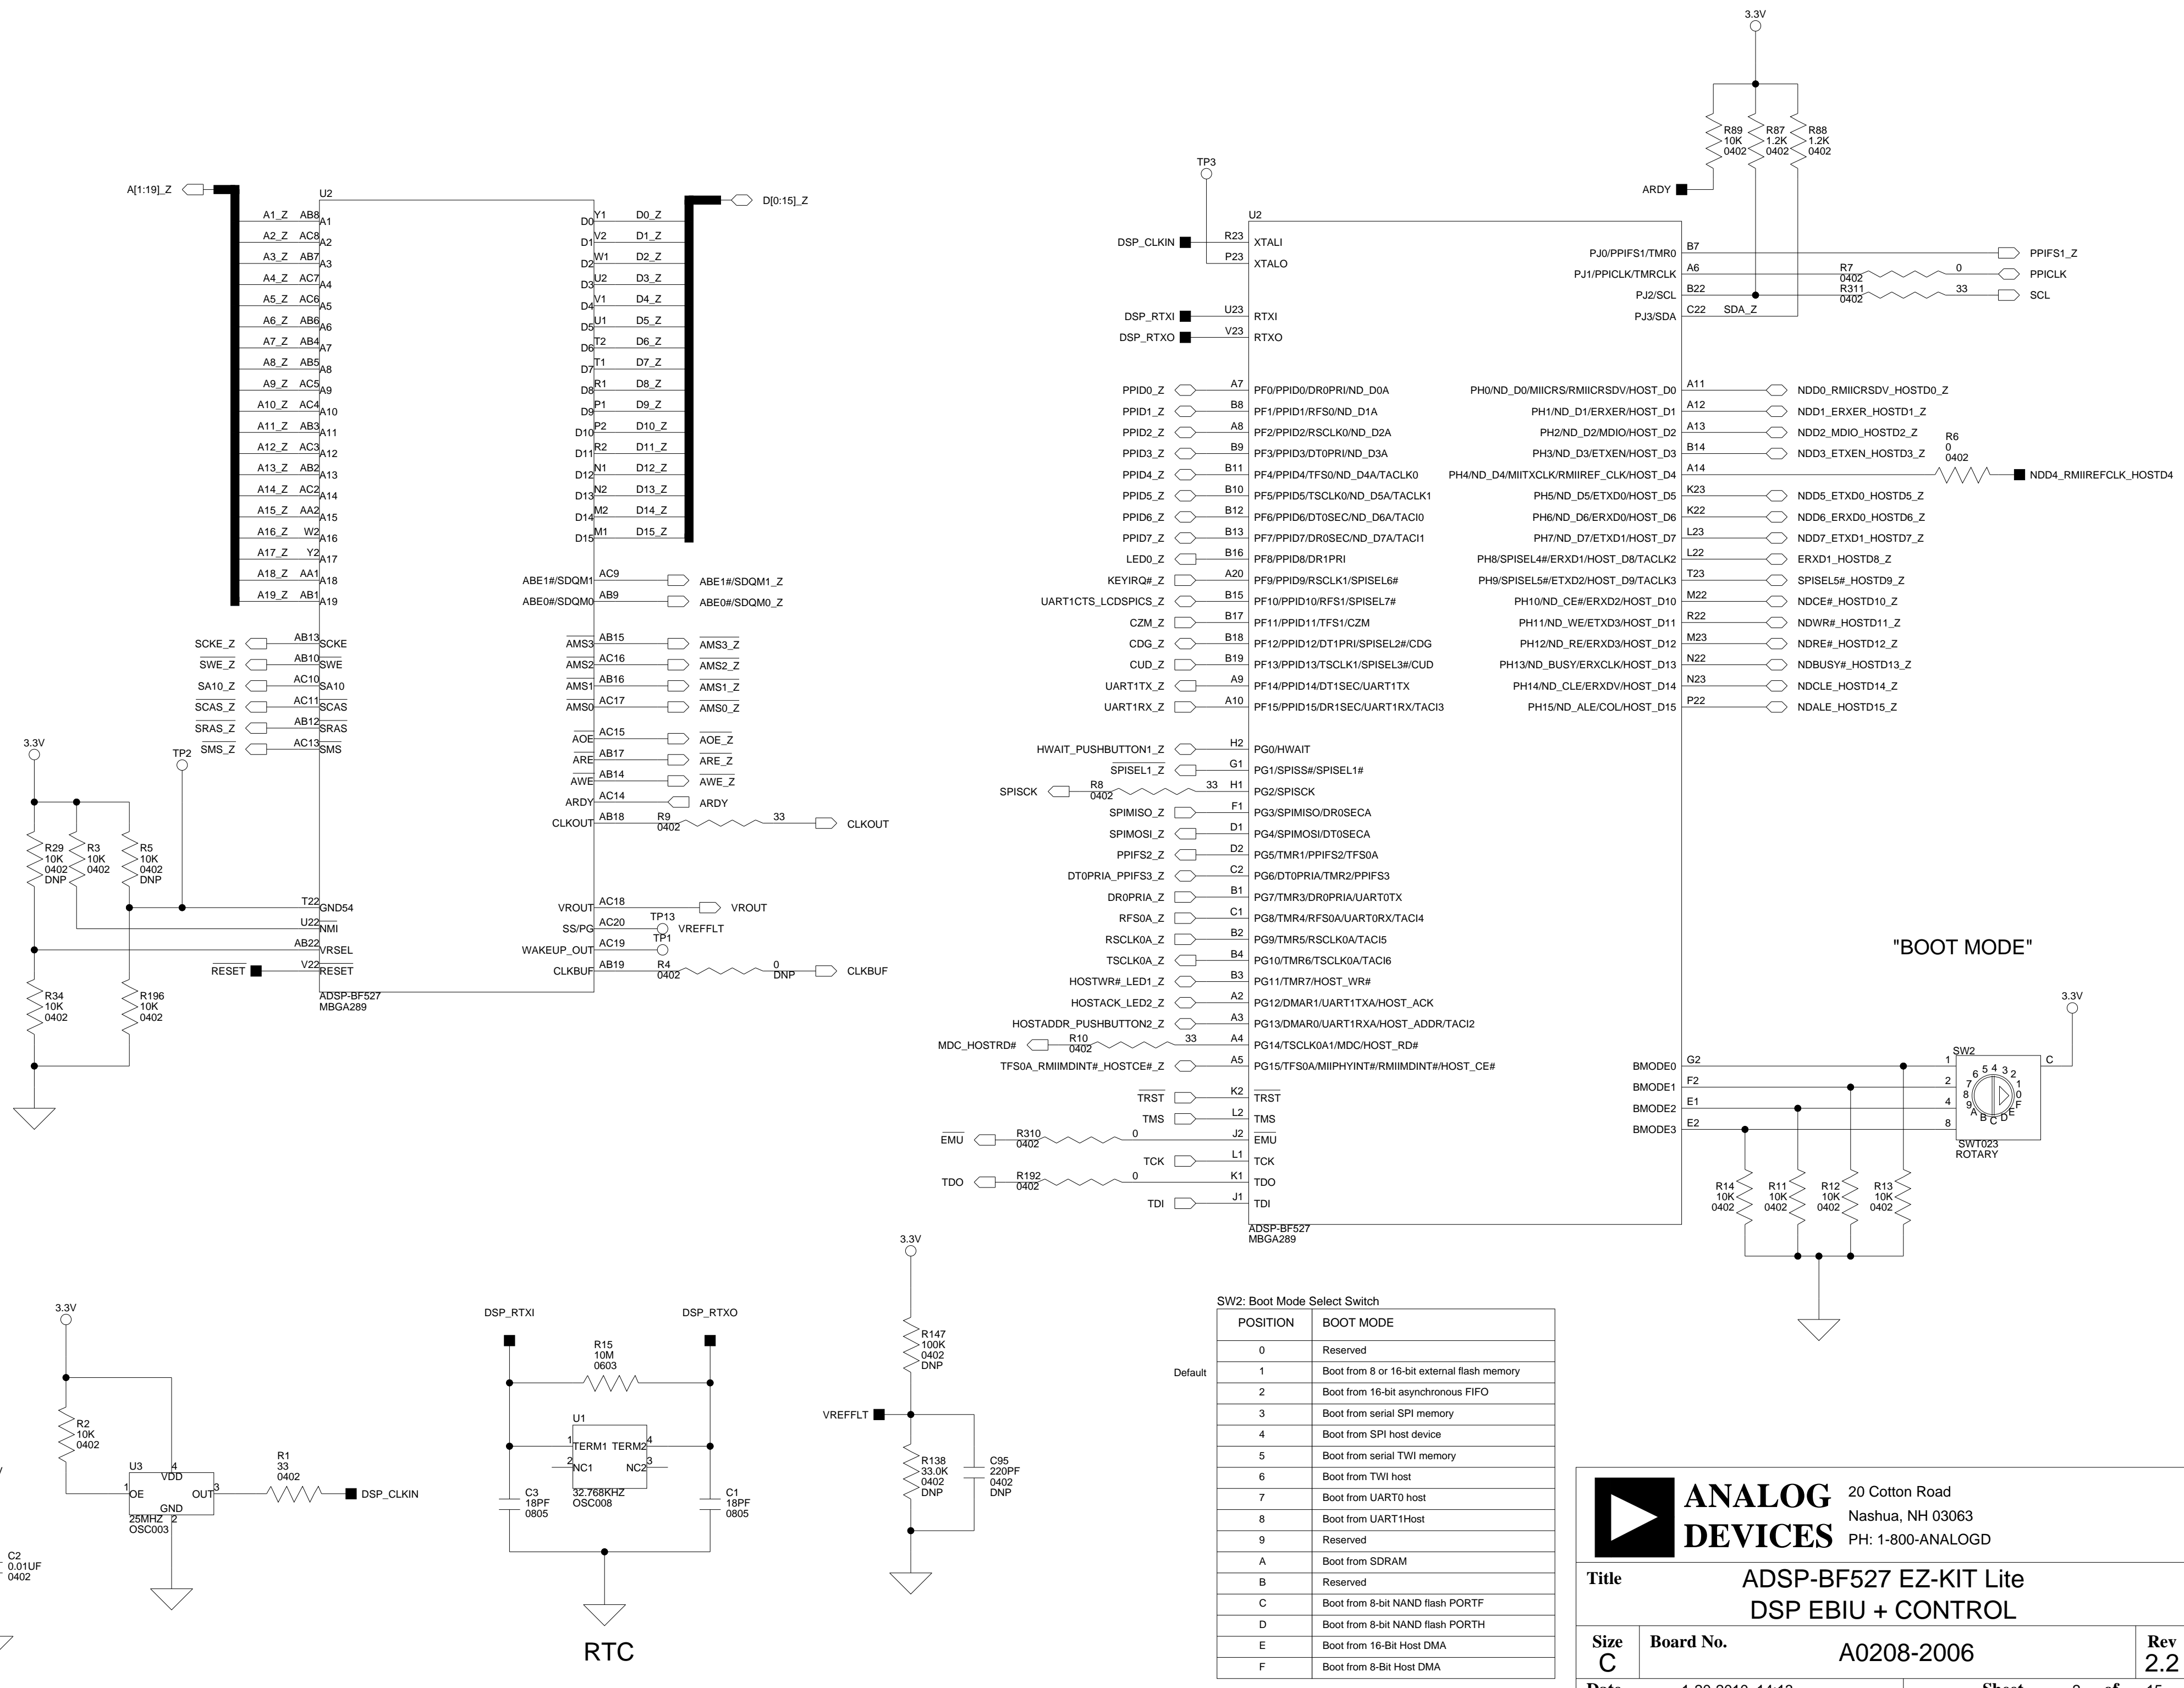 3.3V
R89
10K
0402
R87
1.2K
0402
R88
1.2K
0402
ARDY
A[1:19]_Z
U2
D[0:15]_Z
A1_Z AB8 A1
A2_Z AC8 A2
A3_Z AB7 A3
A4_Z AC7 A4
A5_Z AC6 A5
A6_Z AB6 A6
A7_Z AB4 A7
A8_Z AB5 A8
A9_Z AC5 A9
A10_Z AC4 A10
A11_Z AB3 A11
A12_Z AC3 A12
A13_Z AB2 A13
A14_Z AC2 A14
A15_Z AA2 A15
A16_Z W2 A16
A17_Z Y2 A17
A18_Z AA1 A18
A19_Z AB1 A19
D0 Y1 D0_Z
D1 V2 D1_Z
D2 W1 D2_Z
D3 U2 D3_Z
D4 V1 D4_Z
D5 U1 D5_Z
D6 T2 D6_Z
D7 T1 D7_Z
D8 R1 D8_Z
D9 P1 D9_Z
D10 P2 D10_Z
D11 R2 D11_Z
D12 N1 D12_Z
D13 N2 D13_Z
D14 M2 D14_Z
D15 M1 D15_Z
ABE1#/SDQM1 AC9 ABE1#/SDQM1_Z
ABE0#/SDQM0 AB9 ABE0#/SDQM0_Z
SCKE_Z AB13 SCKE
SWE_Z AB10 SWE
SA10_Z AC10 SA10
SCAS_Z AC11 SCAS
SRAS_Z AB12 SRAS
SMS_Z AC13 SMS
AMS3 AB15 AMS3_Z
AMS2 AC16 AMS2_Z
AMS1 AB16 AMS1_Z
AMS0 AC17 AMS0_Z
AOE AC15 AOE_Z
ARE AB17 ARE_Z
AWE AB14 AWE_Z
ARDY AC14 ARDY
CLKOUT AB18 R9 0402 33 CLKOUT
3.3V
TP2
R29
10K
0402
DNP
R3
10K
0402
R5
10K
0402
DNP
T22 GND54
U22 NMI
AB22 VRSEL
RESET V22 RESET
VROUT AC18 VROUT
SS/PG AC20 TP13 VREFFLT
WAKEUP_OUT AC19 TP1
CLKBUF AB19 R4 0402 0 DNP CLKBUF
R34
10K
0402
R196
10K
0402
ADSP-BF527
MBGA289
TP3
U2
DSP_CLKIN R23 XTALI
P23 XTALO
DSP_RTXI U23 RTXI
DSP_RTXO V23 RTXO
PPID0_Z A7 PF0/PPID0/DR0PRI/ND_D0A
PPID1_Z B8 PF1/PPID1/RFS0/ND_D1A
PPID2_Z A8 PF2/PPID2/RSCLK0/ND_D2A
PPID3_Z B9 PF3/PPID3/DT0PRI/ND_D3A
PPID4_Z B11 PF4/PPID4/TFS0/ND_D4A/TACLK0
PPID5_Z B10 PF5/PPID5/TSCLK0/ND_D5A/TACLK1
PPID6_Z B12 PF6/PPID6/DT0SEC/ND_D6A/TACI0
PPID7_Z B13 PF7/PPID7/DR0SEC/ND_D7A/TACI1
LED0_Z B16 PF8/PPID8/DR1PRI
KEYIRQ#_Z A20 PF9/PPID9/RSCLK1/SPISEL6#
UART1CTS_LCDSPICS_Z B15 PF10/PPID10/RFS1/SPISEL7#
CZM_Z B17 PF11/PPID11/TFS1/CZM
CDG_Z B18 PF12/PPID12/DT1PRI/SPISEL2#/CDG
CUD_Z B19 PF13/PPID13/TSCLK1/SPISEL3#/CUD
UART1TX_Z A9 PF14/PPID14/DT1SEC/UART1TX
UART1RX_Z A10 PF15/PPID15/DR1SEC/UART1RX/TACI3
HWAIT_PUSHBUTTON1_Z H2 PG0/HWAIT
SPISEL1_Z G1 PG1/SPISS#/SPISEL1#
SPISCK R8 0402 33 H1 PG2/SPISCK
SPIMISO_Z F1 PG3/SPIMISO/DR0SECA
SPIMOSI_Z D1 PG4/SPIMOSI/DT0SECA
PPIFS2_Z D2 PG5/TMR1/PPIFS2/TFS0A
DT0PRIA_PPIFS3_Z C2 PG6/DT0PRIA/TMR2/PPIFS3
DR0PRIA_Z B1 PG7/TMR3/DR0PRIA/UART0TX
RFS0A_Z C1 PG8/TMR4/RFS0A/UART0RX/TACI4
RSCLK0A_Z B2 PG9/TMR5/RSCLK0A/TACI5
TSCLK0A_Z B4 PG10/TMR6/TSCLK0A/TACI6
HOSTWR#_LED1_Z B3 PG11/TMR7/HOST_WR#
HOSTACK_LED2_Z A2 PG12/DMAR1/UART1TXA/HOST_ACK
HOSTADDR_PUSHBUTTON2_Z A3 PG13/DMAR0/UART1RXA/HOST_ADDR/TACI2
MDC_HOSTRD# R10 0402 33 A4 PG14/TSCLK0A1/MDC/HOST_RD#
TFS0A_RMIIMDINT#_HOSTCE#_Z A5 PG15/TFS0A/MIIPHYINT#/RMIIMDINT#/HOST_CE#
TRST K2 TRST
TMS L2 TMS
EMU R310 0402 0 J2 EMU
TCK L1 TCK
TDO R192 0402 0 K1 TDO
TDI J1 TDI
ADSP-BF527
MBGA289
PJ0/PPIFS1/TMR0 B7 PPIFS1_Z
PJ1/PPICLK/TMRCLK A6 R7 0402 0 PPICLK
PJ2/SCL B22 R311 0402 33 SCL
PJ3/SDA C22 SDA_Z
PH0/ND_D0/MIICRS/RMIICRSDV/HOST_D0 A11 NDD0_RMIICRSDV_HOSTD0_Z
PH1/ND_D1/ERXER/HOST_D1 A12 NDD1_ERXER_HOSTD1_Z
PH2/ND_D2/MDIO/HOST_D2 A13 NDD2_MDIO_HOSTD2_Z
PH3/ND_D3/ETXEN/HOST_D3 B14 NDD3_ETXEN_HOSTD3_Z
PH4/ND_D4/MIITXCLK/RMIIREF_CLK/HOST_D4 A14 R6 0 0402 NDD4_RMIIREFCLK_HOSTD4
PH5/ND_D5/ETXD0/HOST_D5 K23 NDD5_ETXD0_HOSTD5_Z
PH6/ND_D6/ERXD0/HOST_D6 K22 NDD6_ERXD0_HOSTD6_Z
PH7/ND_D7/ETXD1/HOST_D7 L23 NDD7_ETXD1_HOSTD7_Z
PH8/SPISEL4#/ERXD1/HOST_D8/TACLK2 L22 ERXD1_HOSTD8_Z
PH9/SPISEL5#/ETXD2/HOST_D9/TACLK3 T23 SPISEL5#_HOSTD9_Z
PH10/ND_CE#/ERXD2/HOST_D10 M22 NDCE#_HOSTD10_Z
PH11/ND_WE/ETXD3/HOST_D11 R22 NDWR#_HOSTD11_Z
PH12/ND_RE/ERXD3/HOST_D12 M23 NDRE#_HOSTD12_Z
PH13/ND_BUSY/ERXCLK/HOST_D13 N22 NDBUSY#_HOSTD13_Z
PH14/ND_CLE/ERXDV/HOST_D14 N23 NDCLE_HOSTD14_Z
PH15/ND_ALE/COL/HOST_D15 P22 NDALE_HOSTD15_Z
"BOOT MODE"
3.3V
BMODE0 G2 1
BMODE1 F2 2
BMODE2 E1 4
BMODE3 E2 8
SW2
C
0 1 2 3 4 5 6 7 8 9 A B C D E F
SWT023
ROTARY
R14
10K
0402
R11
10K
0402
R12
10K
0402
R13
10K
0402
3.3V
R2
10K
0402
U3
4
VDD
1 OE
OUT 3
GND
2
25MHZ
OSC003
R1
33
0402
DSP_CLKIN
C2
0.01UF
0402
DSP_RTXI
DSP_RTXO
R15
10M
0603
U1
1 TERM1 TERM2 4
2 NC1 NC2 3
32.768KHZ
OSC008
C3
18PF
0805
C1
18PF
0805
RTC
3.3V
R147
100K
0402
DNP
VREFFLT
R138
33.0K
0402
DNP
C95
220PF
0402
DNP
SW2: Boot Mode Select Switch
POSITION BOOT MODE
0 Reserved
Default 1 Boot from 8 or 16-bit external flash memory
2 Boot from 16-bit asynchronous FIFO
3 Boot from serial SPI memory
4 Boot from SPI host device
5 Boot from serial TWI memory
6 Boot from TWI host
7 Boot from UART0 host
8 Boot from UART1Host
9 Reserved
A Boot from SDRAM
B Reserved
C Boot from 8-bit NAND flash PORTF
D Boot from 8-bit NAND flash PORTH
E Boot from 16-Bit Host DMA
F Boot from 8-Bit Host DMA
ANALOG
DEVICES
20 Cotton Road
Nashua, NH 03063
PH: 1-800-ANALOGD
Title
ADSP-BF527 EZ-KIT Lite
DSP EBIU + CONTROL
Size
C
Board No.
A0208-2006
Rev
2.2